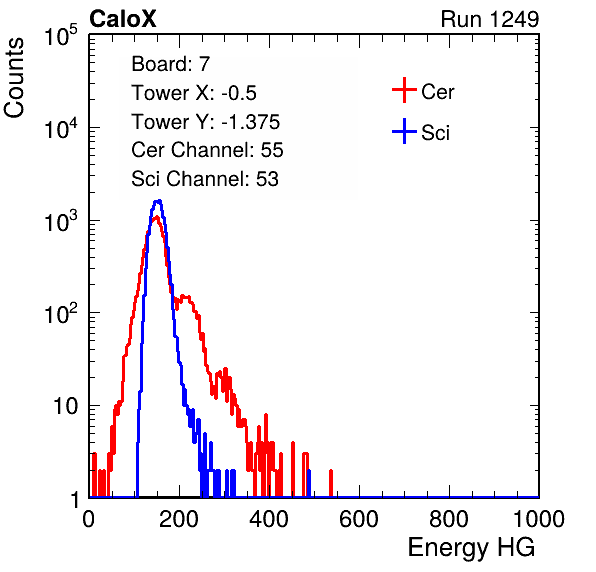 CaloX Run 1249
Counts
Board: 7
Tower X: -0.5
Tower Y: -1.375
Cer Channel: 55
Sci Channel: 53
Cer
Sci
10^5
10^4
10^3
10^2
10
1
0 200 400 600 800 1000
Energy HG